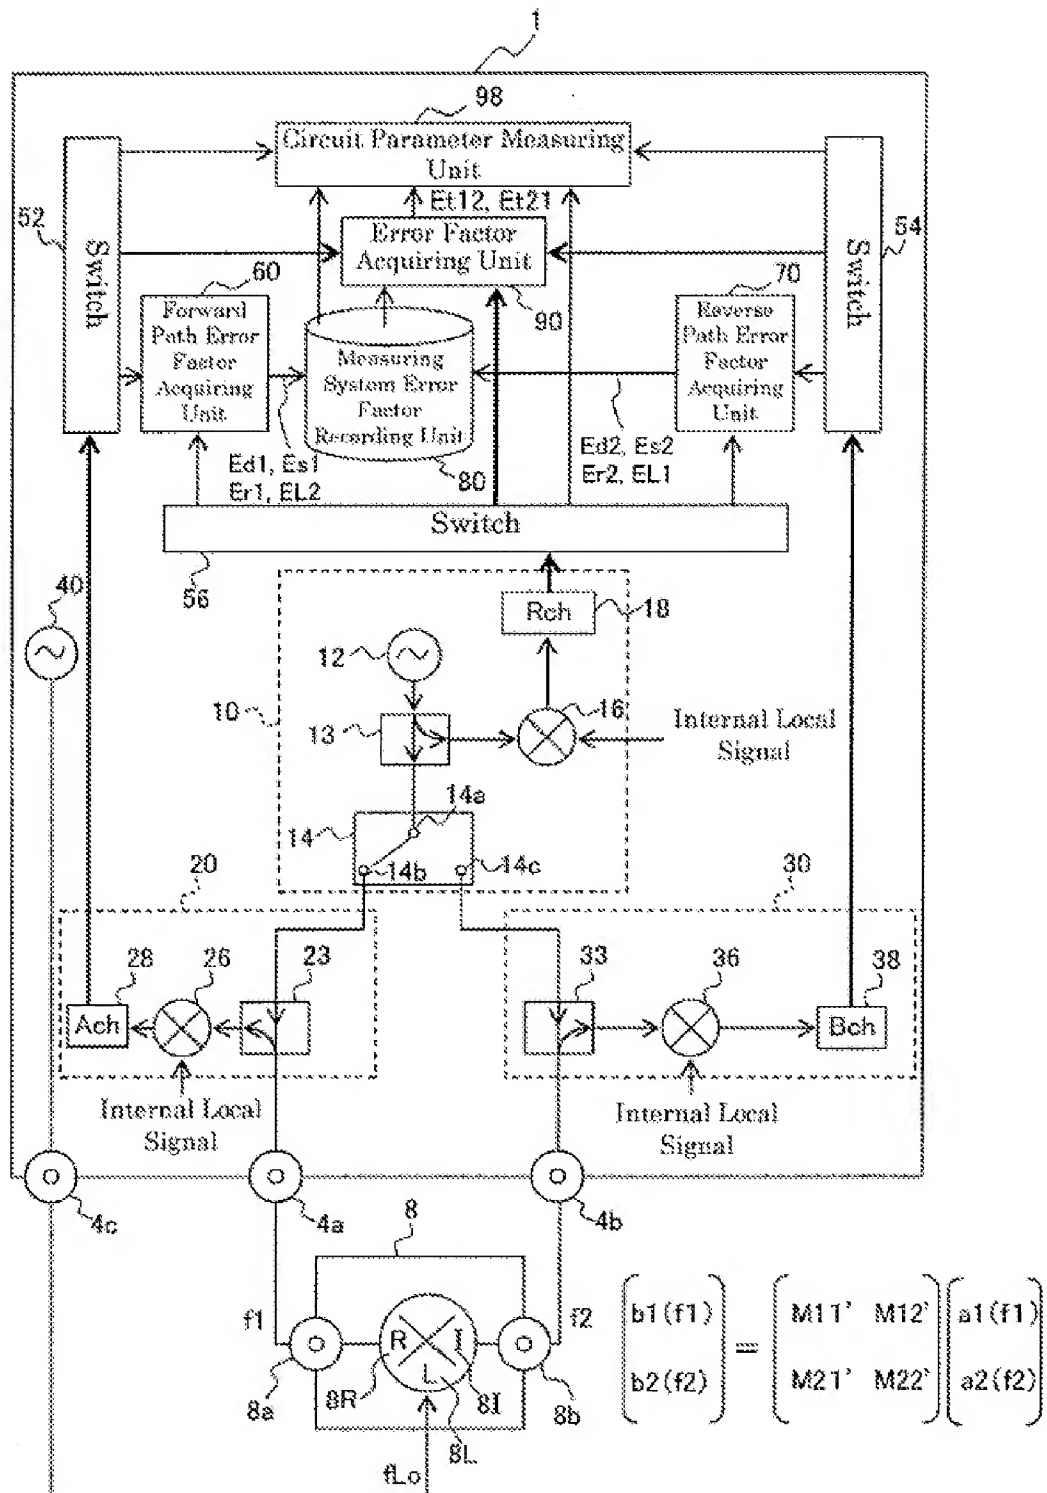 1
98
Circuit Parameter Measuring
Unit
52
Switch
Et12, Et21
Error Factor
Acquiring Unit
54
Switch
60
Forward
Path Error
Factor
Acquiring
Unit
90
70
Reverse
Path Error
Factor
Acquiring
Unit
Measuring
System Error
Factor
Recording Unit
Ed1, Es1
Er1, EL2
80
Ed2, Es2
Er2, EL1
Switch
56
40
Rch
18
12
10
13
16
Internal Local
Signal
14
14a
14b
14c
20
30
28
26
23
33
36
38
Ach
Bch
Internal Local
Signal
Internal Local
Signal
4c
4a
4b
8
f1
f2
R
I
L
8a
8R
8I
8b
8L
fLo
b1(f1) = M11' M12' a1(f1)
b2(f2) M21' M22' a2(f2)